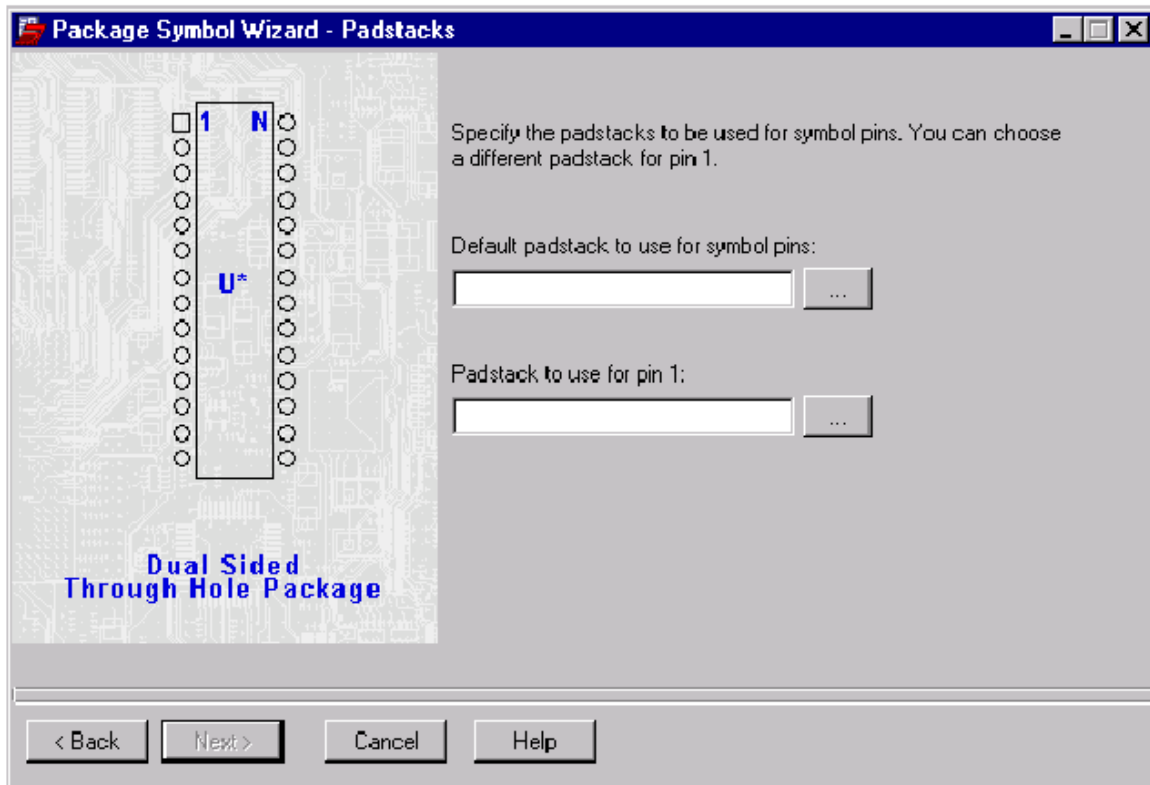 Package Symbol Wizard - Padstacks
1 N
U*
Dual Sided
Through Hole Package
Specify the padstacks to be used for symbol pins. You can choose
a different padstack for pin 1.
Default padstack to use for symbol pins:
...
Padstack to use for pin 1:
...
< Back
Next >
Cancel
Help